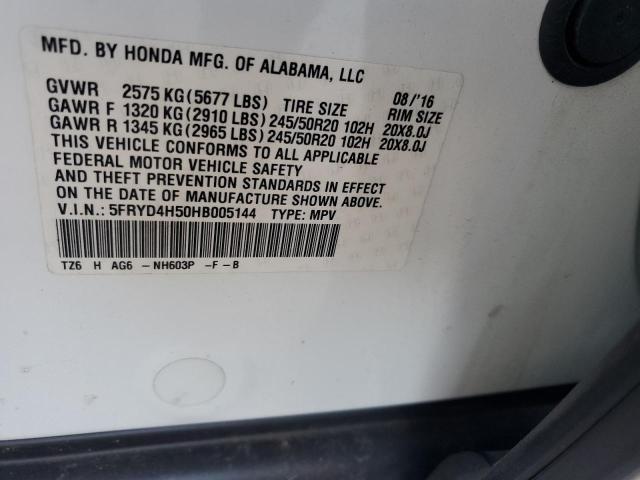 MFD. BY HONDA MFG. OF ALABAMA, LLC
GVWR 2575 KG(5677 LBS) TIRE SIZE 08/'16 RIM SIZE
GAWR F 1320 KG(2910 LBS)245/50R20 102H 20X8.0J
GAWR R 1345 KG(2965 LBS)245/50R20 102H 20X8.0J
THIS VEHICLE CONFORMS TO ALL APPLICABLE
FEDERAL MOTOR VEHICLE SAFETY
AND THEFT PREVENTION STANDARDS IN EFFECT
ON THE DATE OF MANUFACTURE SHOWN ABOVE.
V.I.N.: 5FRYD4H50HB005144 TYPE: MPV
TZ6 H AG6 -NH603P -F-B